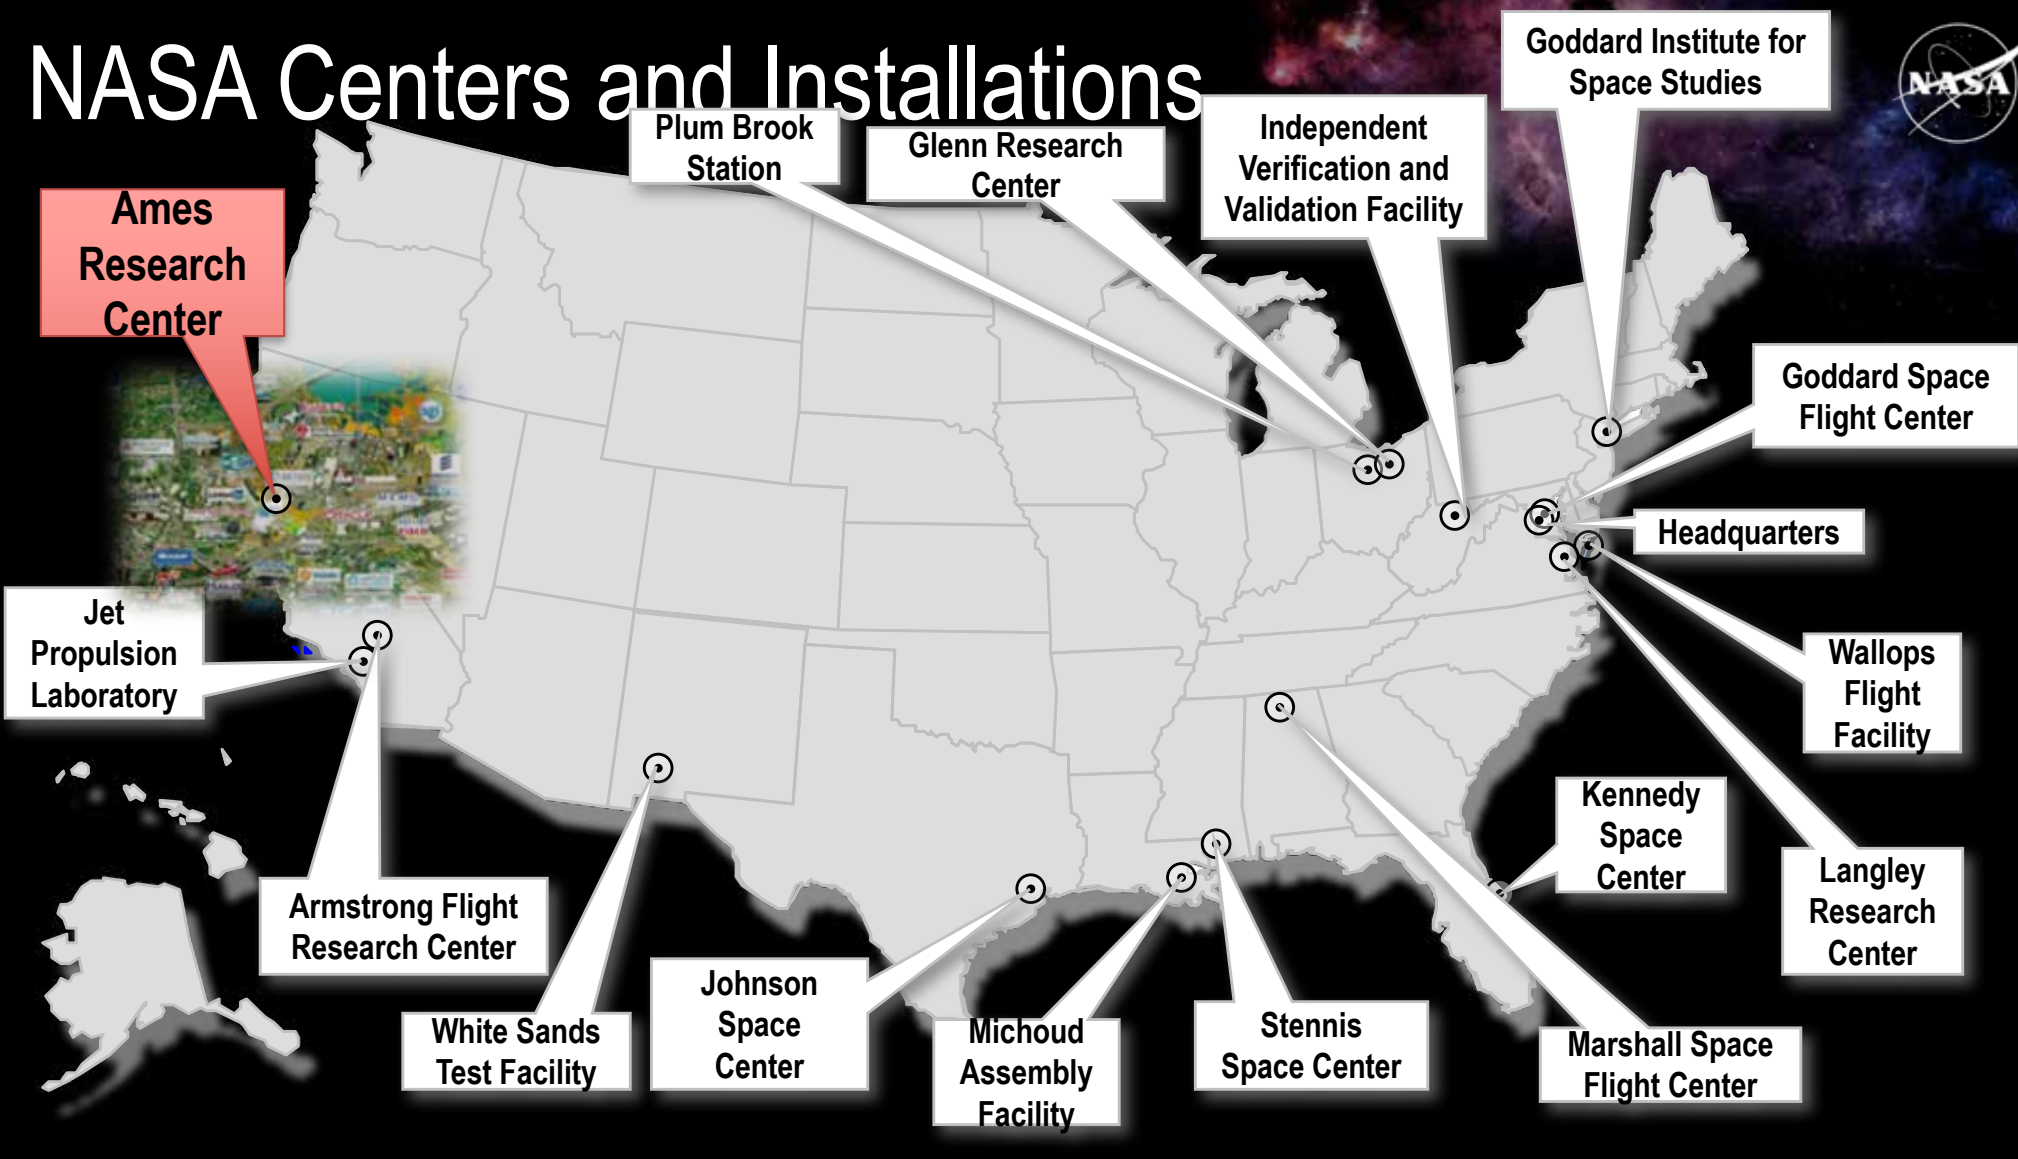 NASA Centers and Installations
Goddard Institute for
Space Studies
NASA
Plum Brook
Station
Glenn Research
Center
Independent
Verification and
Validation Facility
Ames
Research
Center
Goddard Space
Flight Center
Headquarters
Jet
Propulsion
Laboratory
Wallops
Flight
Facility
Kennedy
Space
Center
Langley
Research
Center
Armstrong Flight
Research Center
White Sands
Test Facility
Johnson
Space
Center
Michoud
Assembly
Facility
Stennis
Space Center
Marshall Space
Flight Center